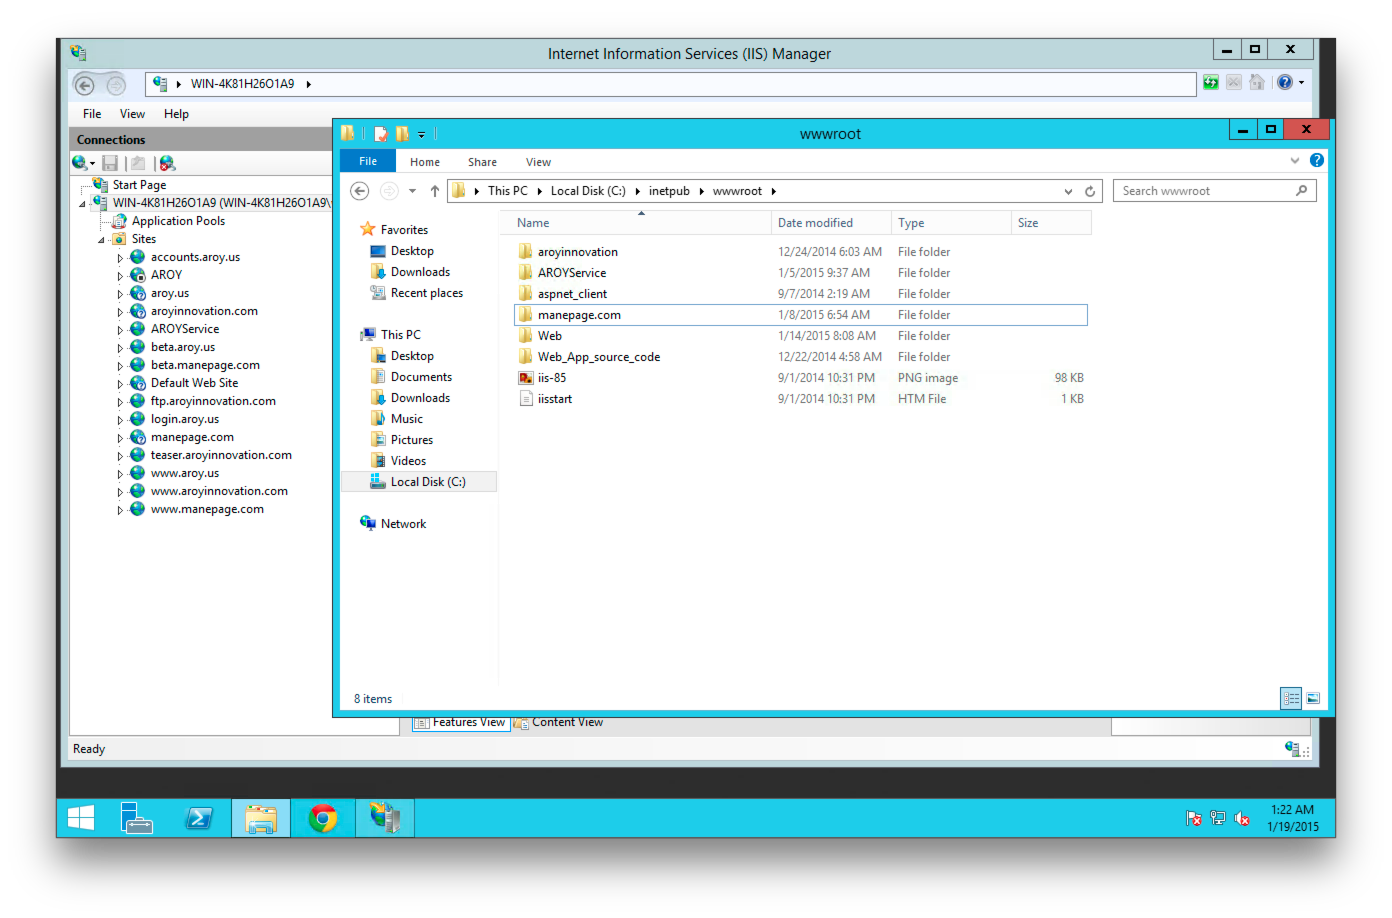 Internet Information Services (IIS) Manager
WIN-4K81H26O1A9
File View Help
Connections
Start Page
WIN-4K81H26O1A9 (WIN-4K81H26O1A9\
Application Pools
Sites
accounts.aroy.us
AROY
aroy.us
aroyinnovation.com
AROYService
beta.aroy.us
beta.manepage.com
Default Web Site
ftp.aroyinnovation.com
login.aroy.us
manepage.com
teaser.aroyinnovation.com
www.aroy.us
www.aroyinnovation.com
www.manepage.com
wwwroot
File Home Share View
This PC Local Disk (C:) inetpub wwwroot
Search wwwroot
Favorites
Desktop
Downloads
Recent places
This PC
Desktop
Documents
Downloads
Music
Pictures
Videos
Local Disk (C:)
Network
Name Date modified Type Size
aroyinnovation 12/24/2014 6:03 AM File folder
AROYService 1/5/2015 9:37 AM File folder
aspnet_client 9/7/2014 2:19 AM File folder
manepage.com 1/8/2015 6:54 AM File folder
Web 1/14/2015 8:08 AM File folder
Web_App_source_code 12/22/2014 4:58 AM File folder
iis-85 9/1/2014 10:31 PM PNG image 98 KB
iisstart 9/1/2014 10:31 PM HTM File 1 KB
8 items
Features View Content View
Ready
1:22 AM
1/19/2015